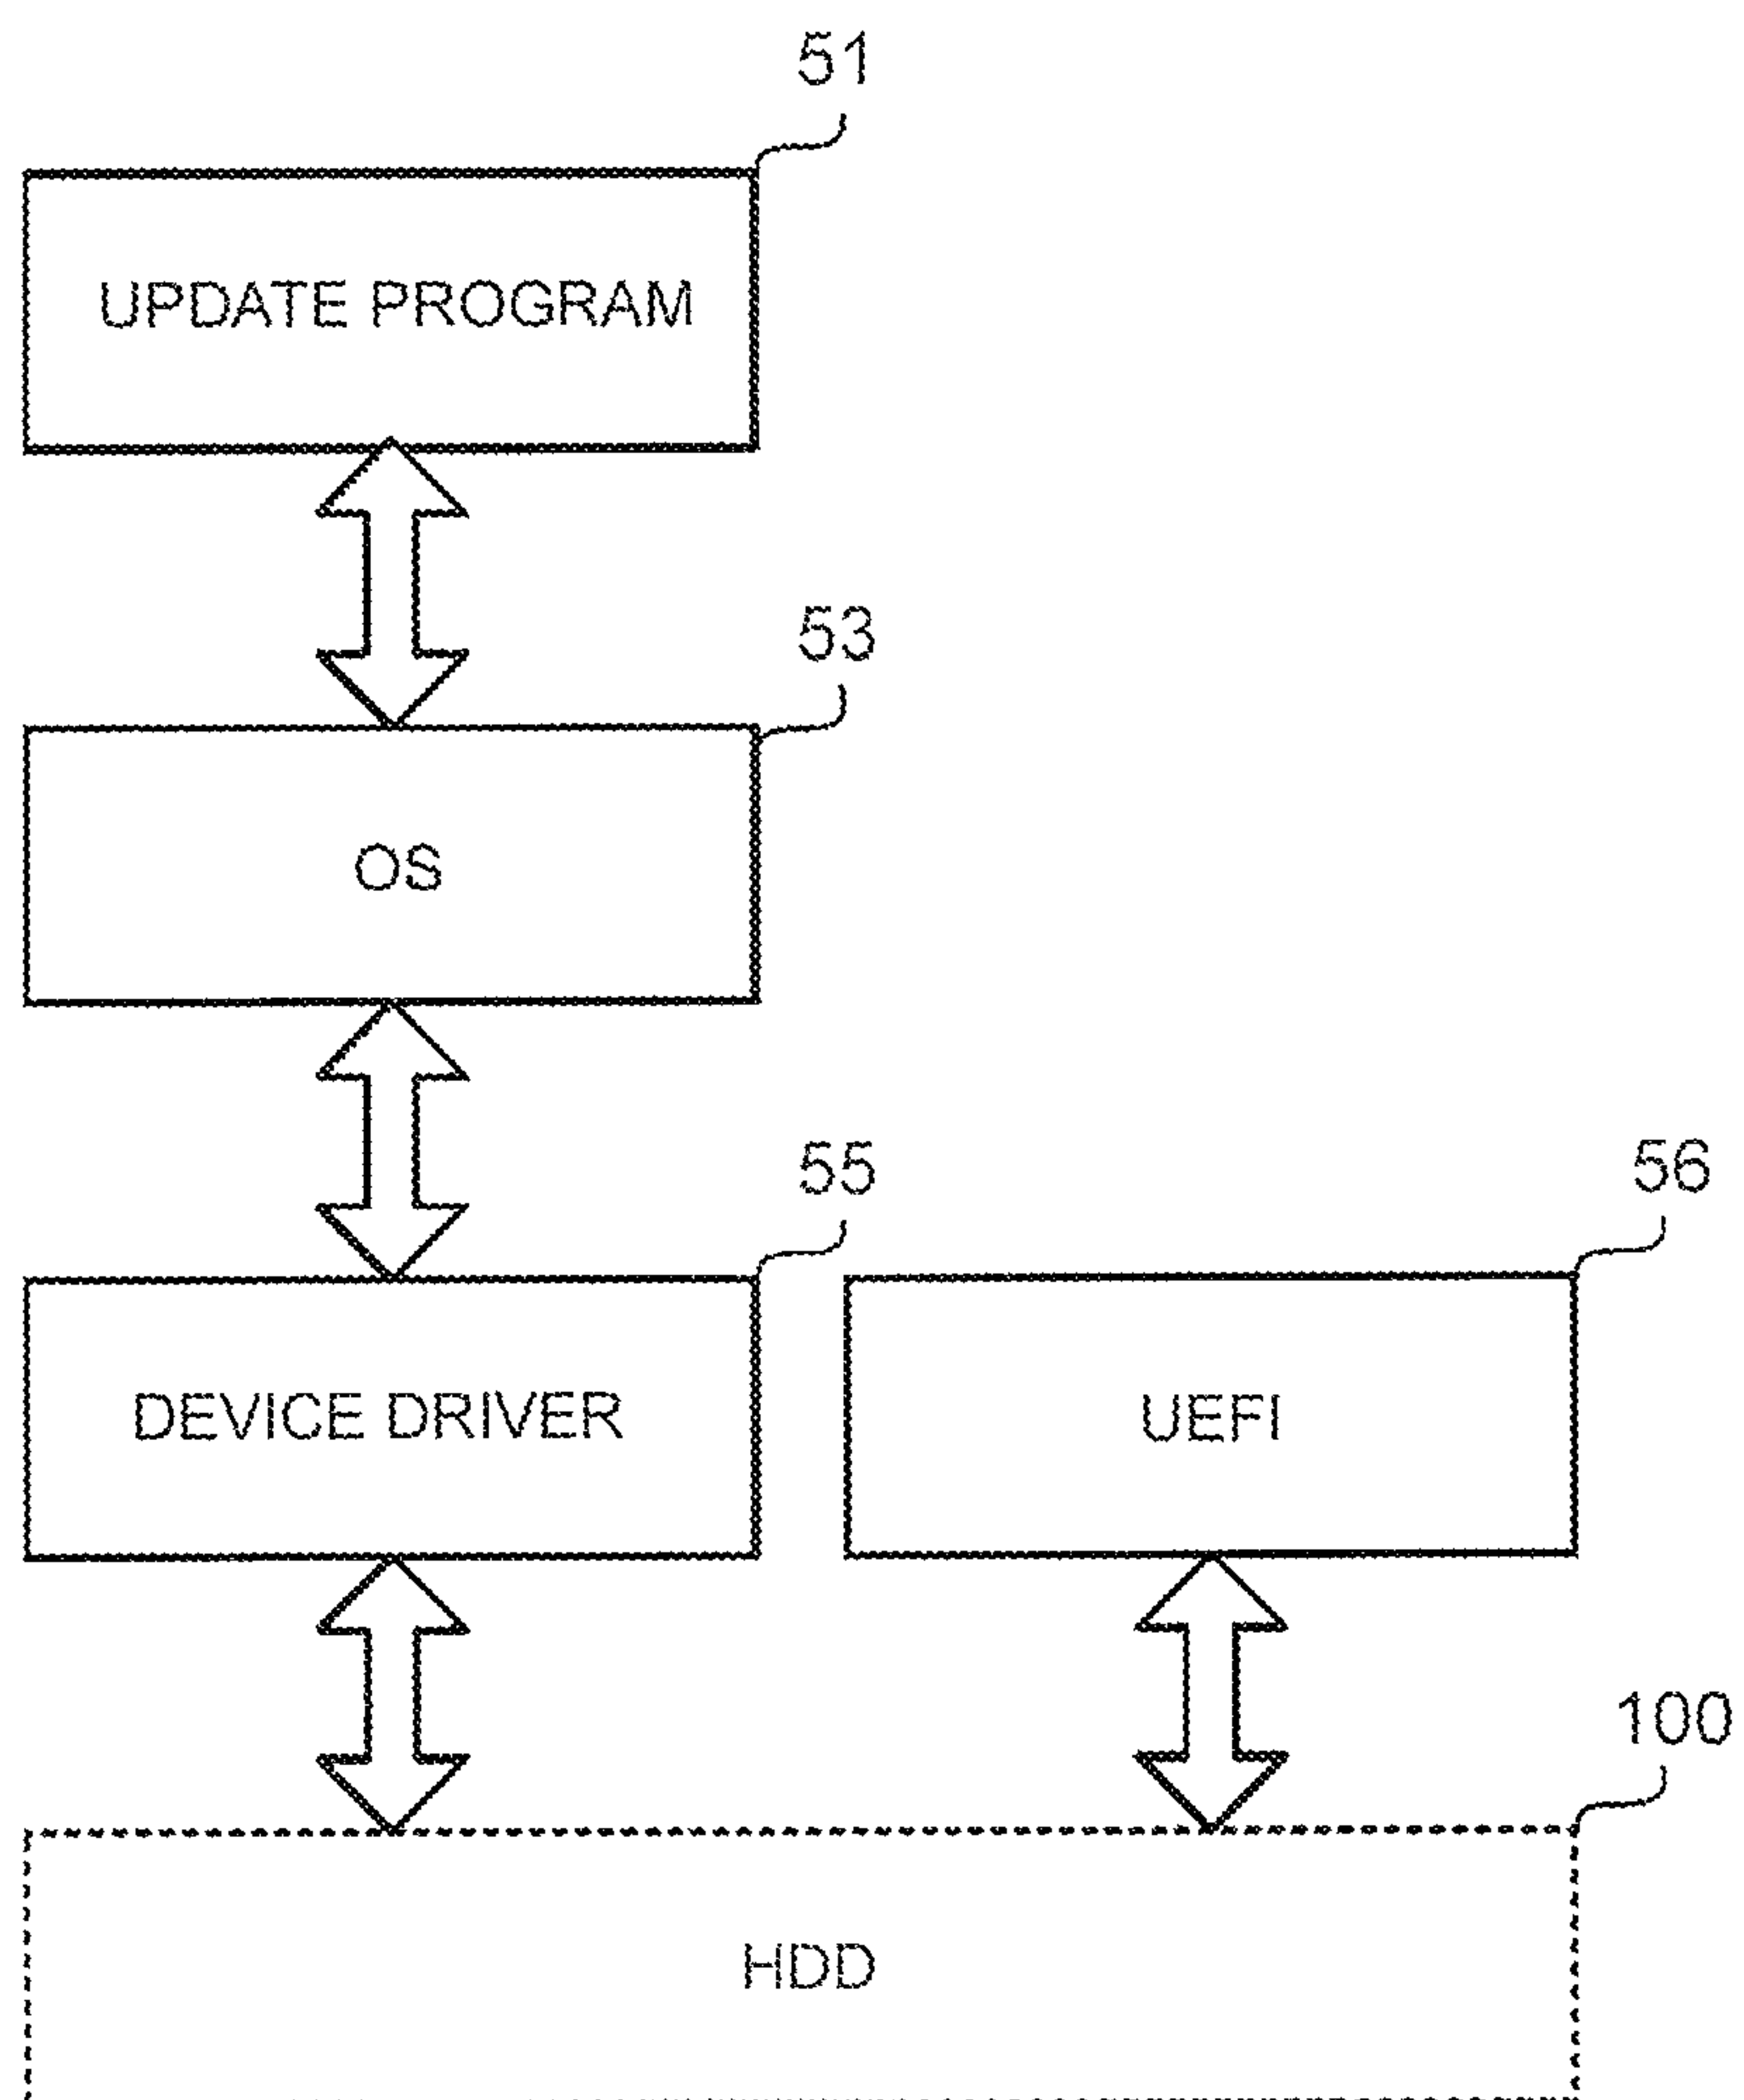 51
UPDATE PROGRAM
53
OS
55
56
DEVICE DRIVER
UEFI
100
HDD